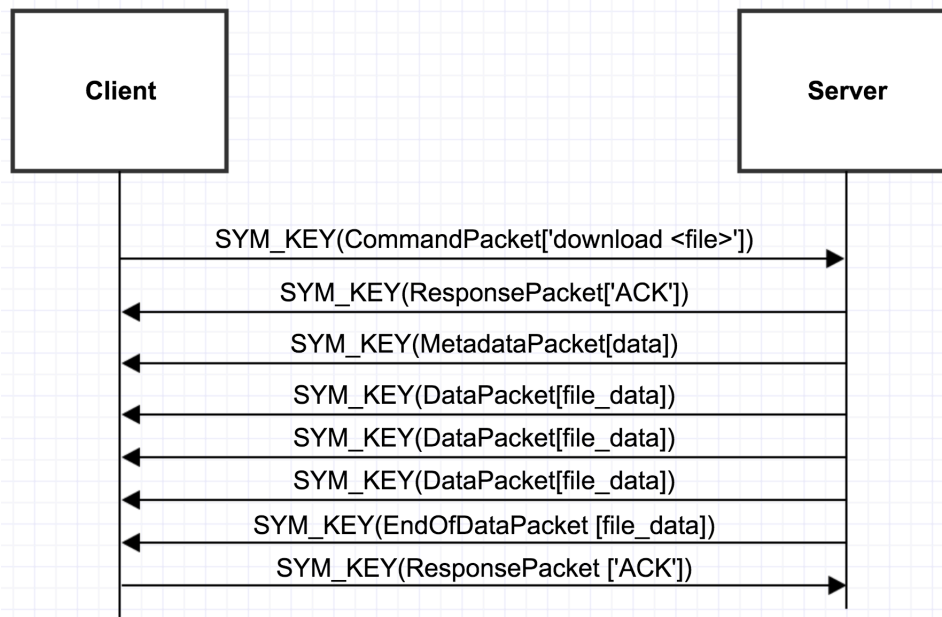 Client
Server
SYM_KEY(CommandPacket['download <file>'])
SYM_KEY(ResponsePacket['ACK'])
SYM_KEY(MetadataPacket[data])
SYM_KEY(DataPacket[file_data])
SYM_KEY(DataPacket[file_data])
SYM_KEY(DataPacket[file_data])
SYM_KEY(EndOfDataPacket [file_data])
SYM_KEY(ResponsePacket ['ACK'])